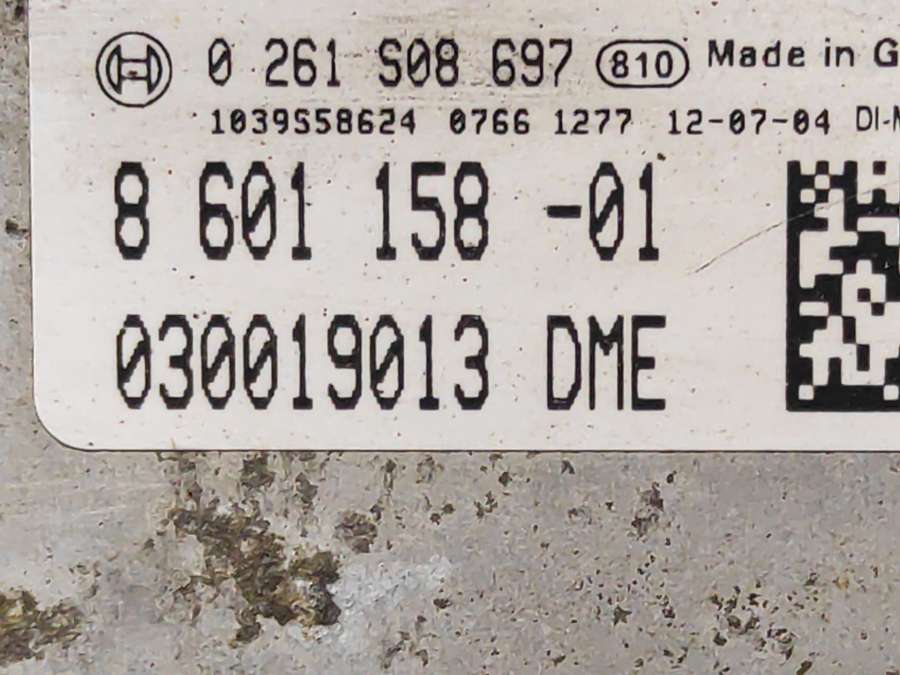 0 261 S08 697 810 Made in G
1039S58624 0766 1277 12-07-04 DI-M
8 601 158 -01
030019013 DME